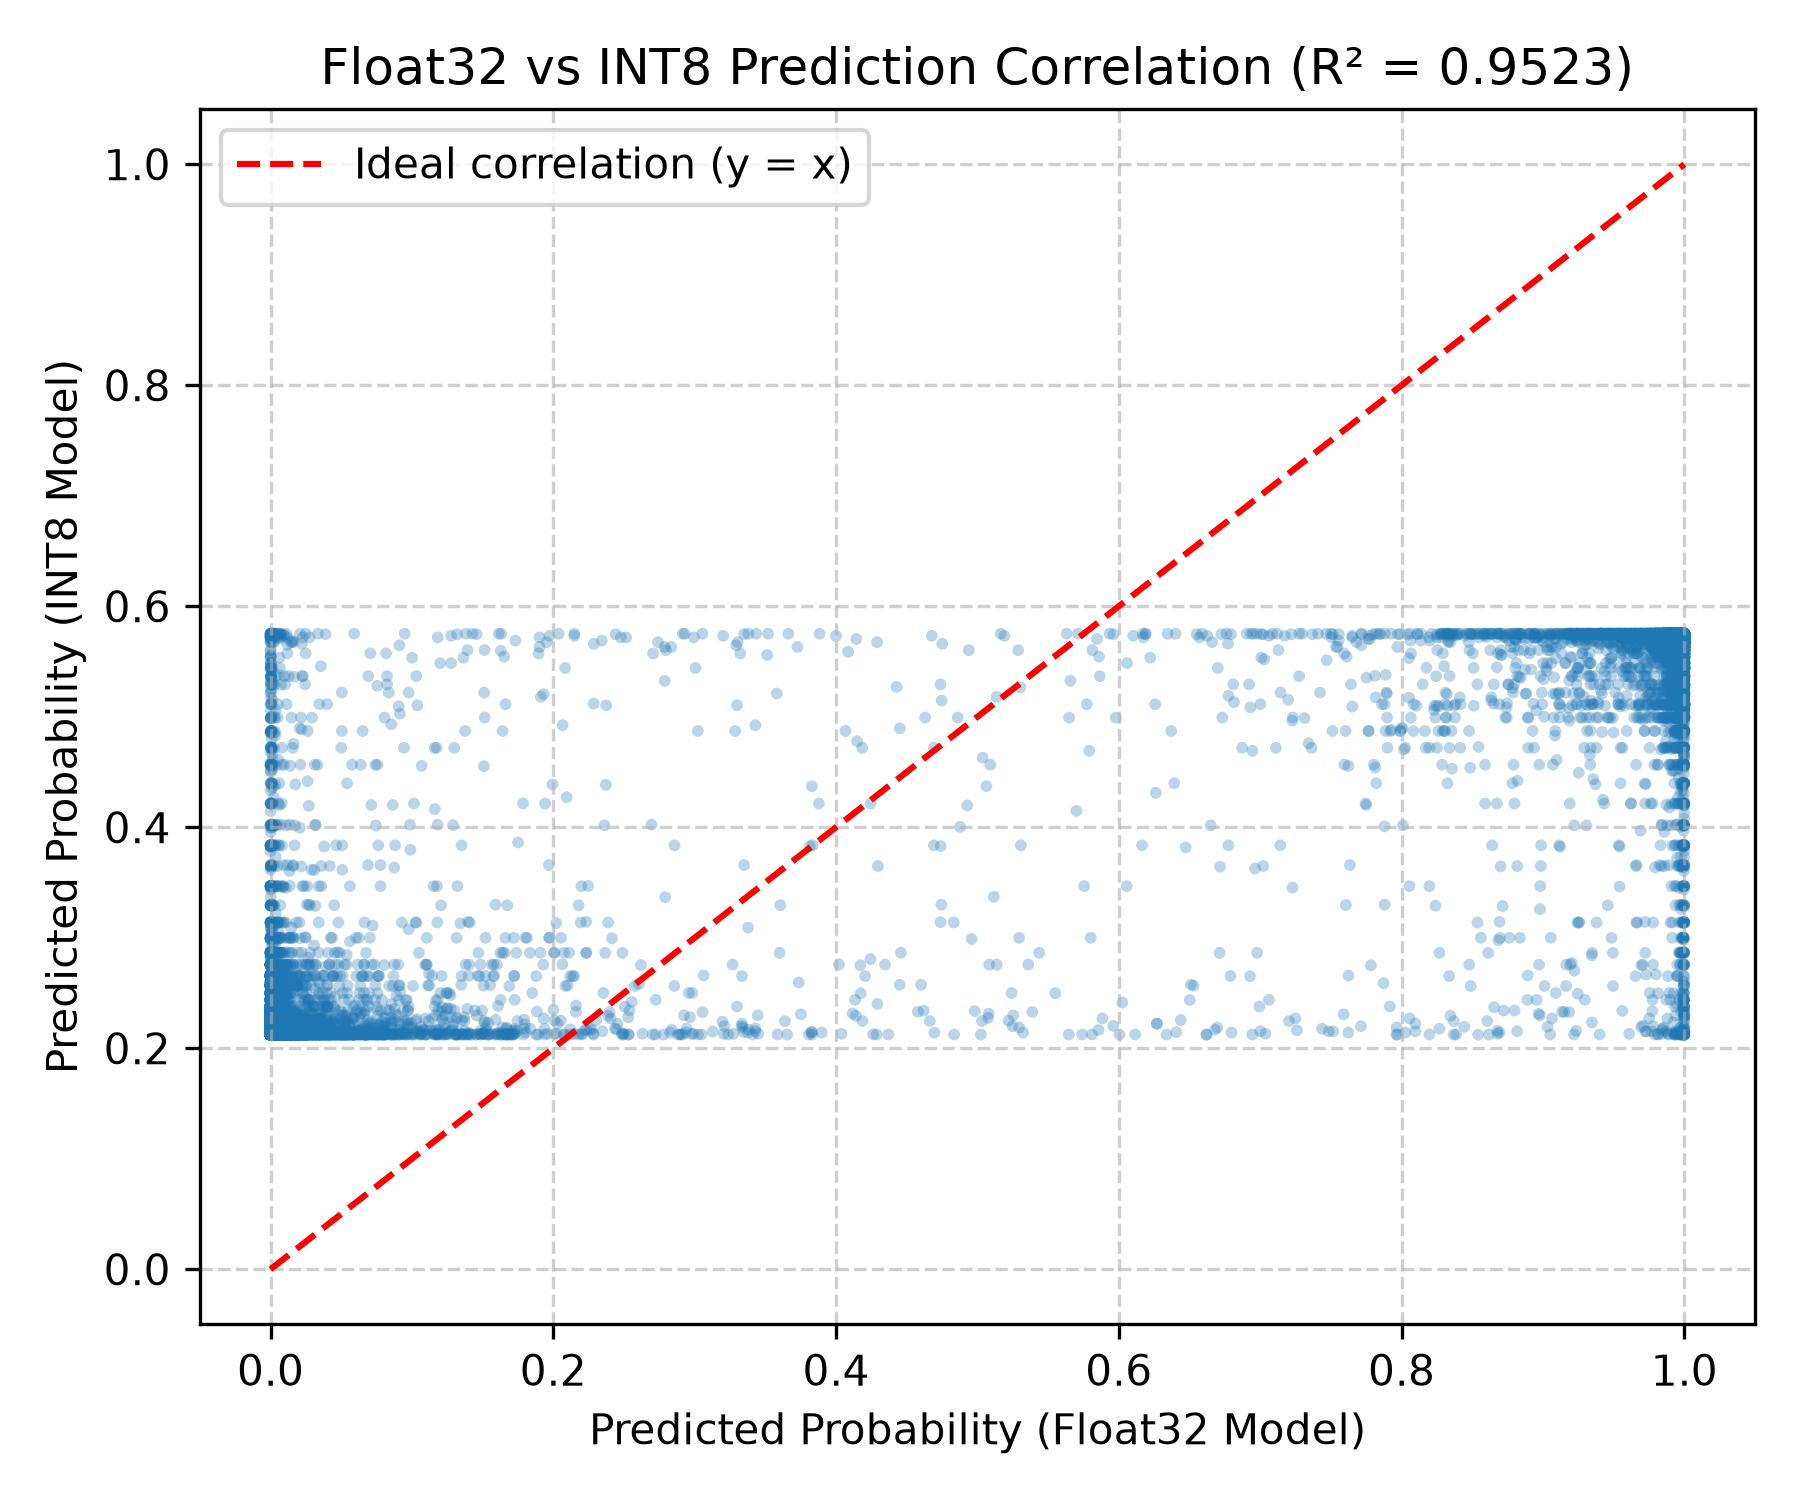 Float32 vs INT8 Prediction Correlation (R² = 0.9523)
Ideal correlation (y = x)
Predicted Probability (INT8 Model)
1.0
0.8
0.6
0.4
0.2
0.0
0.0 0.2 0.4 0.6 0.8 1.0
Predicted Probability (Float32 Model)